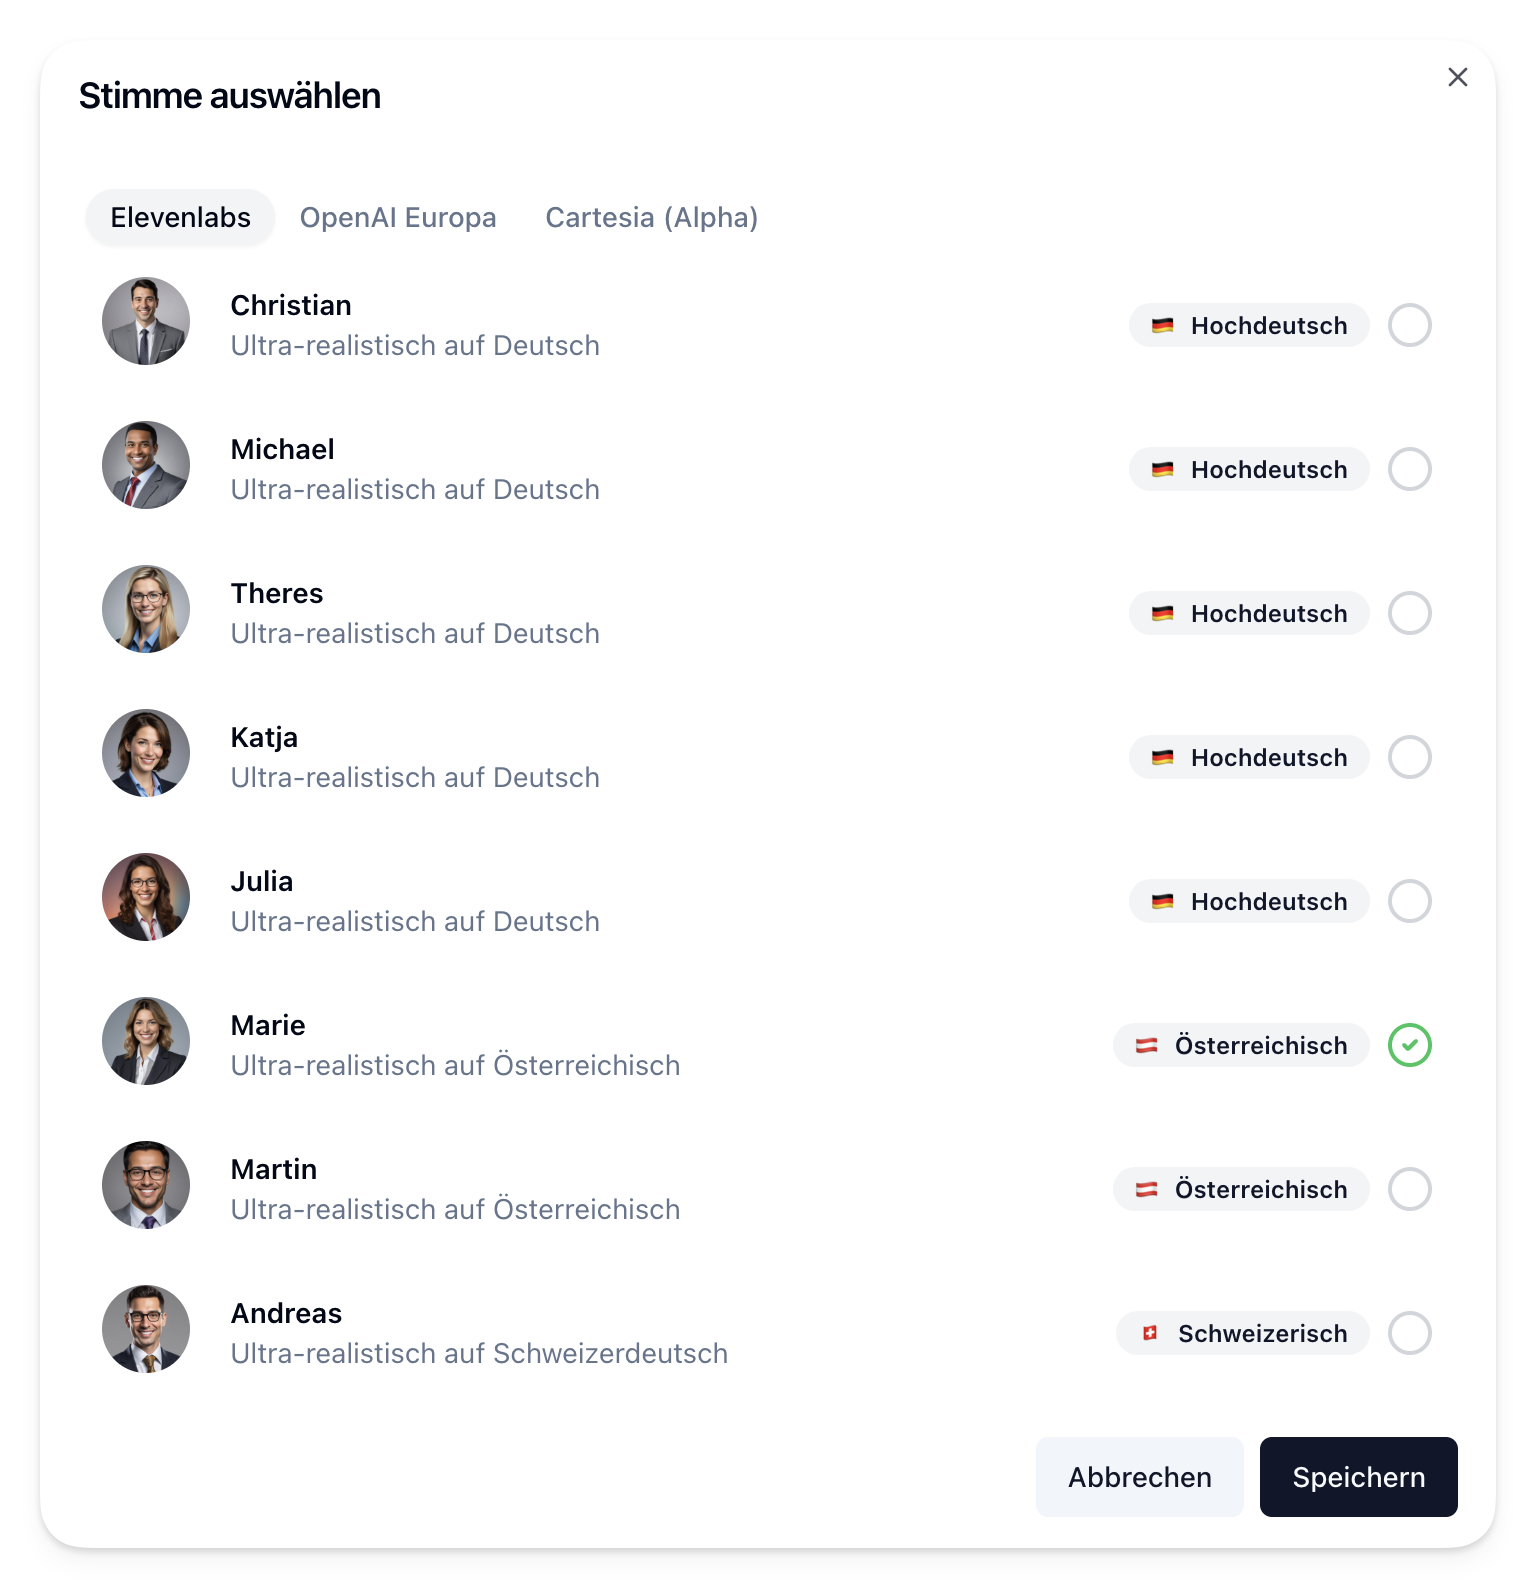 Stimme auswählen
Elevenlabs OpenAI Europa Cartesia (Alpha)
Christian
Ultra-realistisch auf Deutsch
Hochdeutsch
Michael
Ultra-realistisch auf Deutsch
Hochdeutsch
Theres
Ultra-realistisch auf Deutsch
Hochdeutsch
Katja
Ultra-realistisch auf Deutsch
Hochdeutsch
Julia
Ultra-realistisch auf Deutsch
Hochdeutsch
Marie
Ultra-realistisch auf Österreichisch
Österreichisch
Martin
Ultra-realistisch auf Österreichisch
Österreichisch
Andreas
Ultra-realistisch auf Schweizerdeutsch
Schweizerisch
Abbrechen Speichern